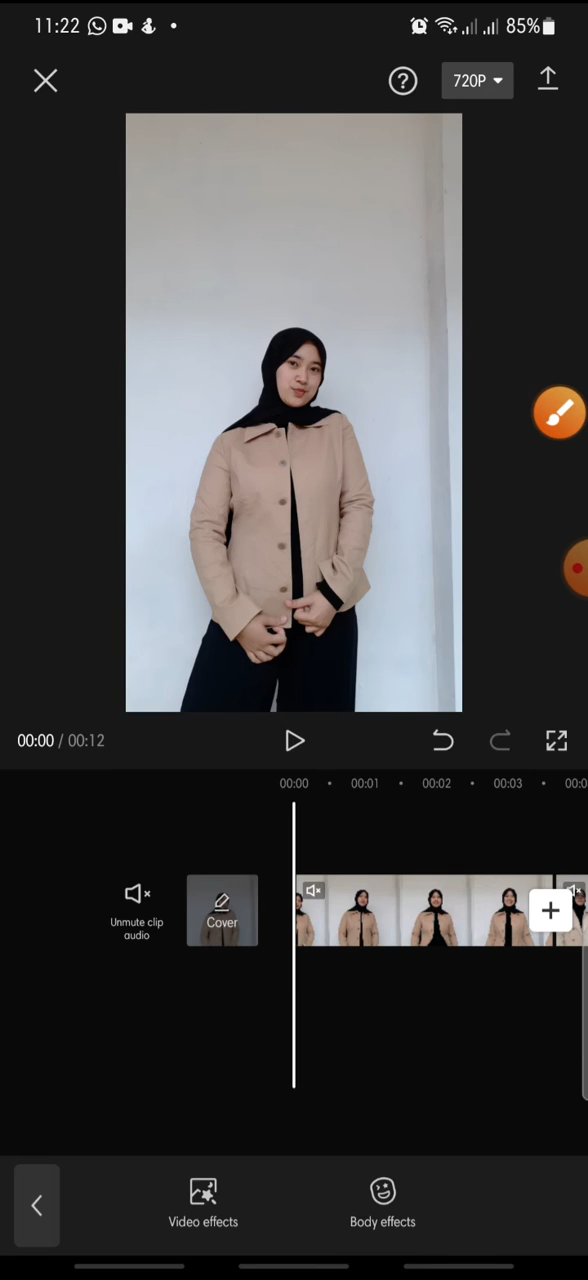 11:22 85%
720P
00:00 / 00:12
00:00 00:01 00:02 00:03
Unmute clip
audio
Cover
Video effects Body effects